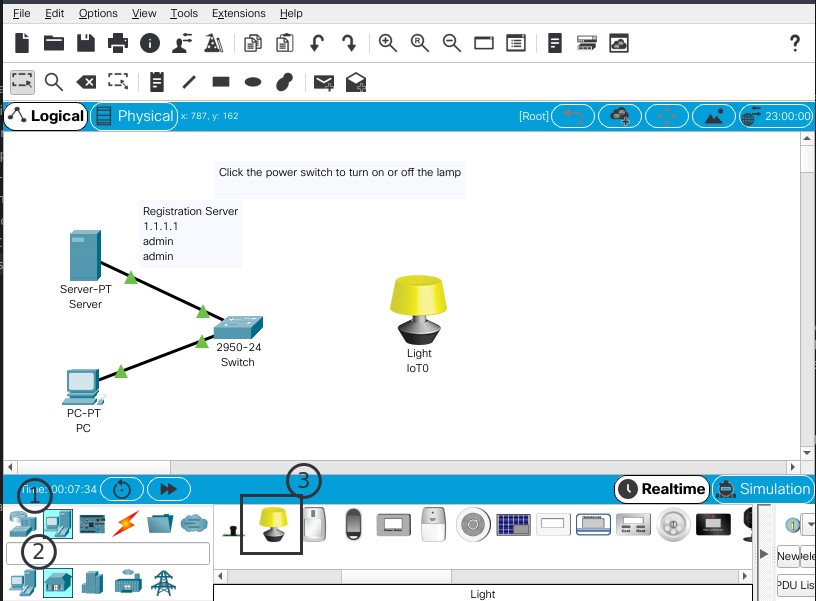 File Edit Options View Tools Extensions Help
?
Logical Physical x: 787, y: 162 [Root] 23:00:00
Click the power switch to turn on or off the lamp
Registration Server
1.1.1.1
admin
admin
Server-PT
Server
2950-24
Switch
Light
IoT0
PC-PT
PC
Time: 00:07:34 Realtime Simulation
1
3
2
New
PDU Lis
Light